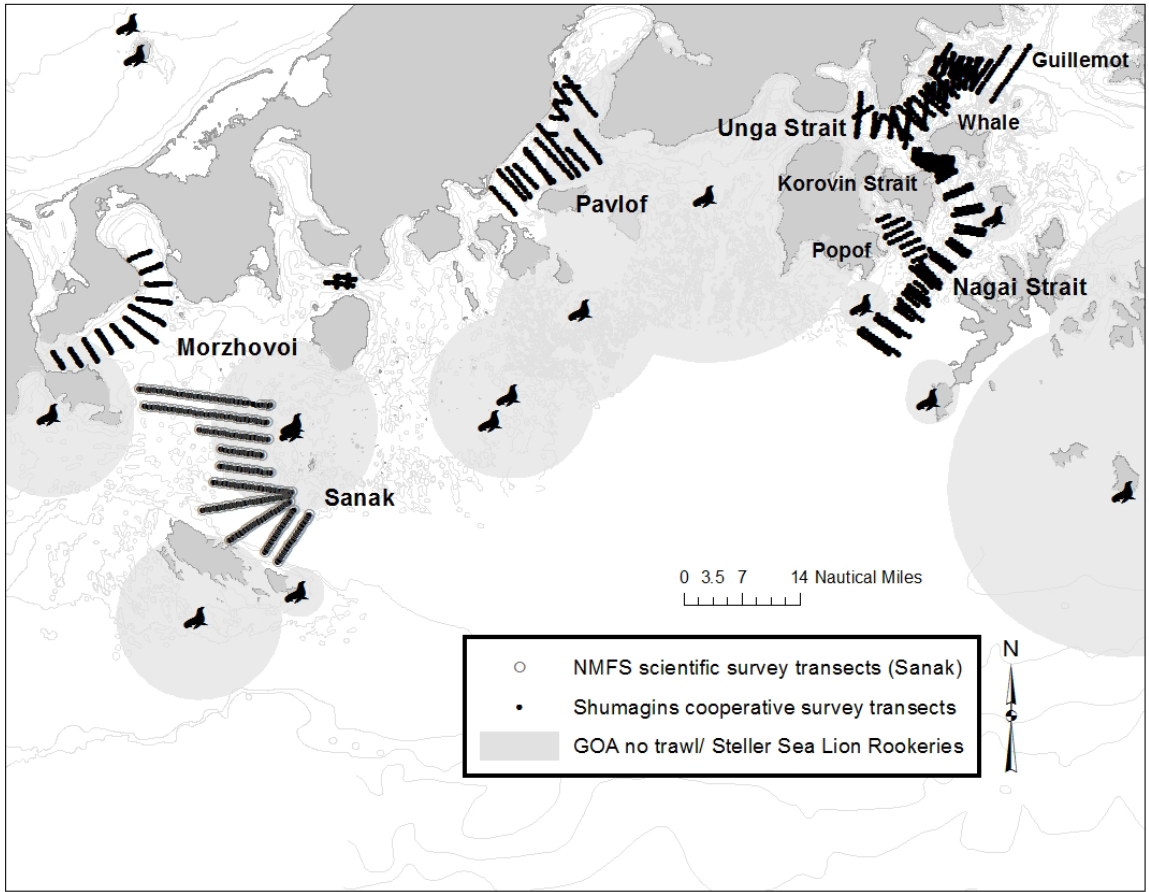 Guillemot
Unga Strait
Whale
Korovin Strait
Pavlof
Popof
Nagai Strait
Morzhovoi
Sanak
0 3.5 7 14 Nautical Miles
N
NMFS scientific survey transects (Sanak)
Shumagins cooperative survey transects
GOA no trawl/ Steller Sea Lion Rookeries